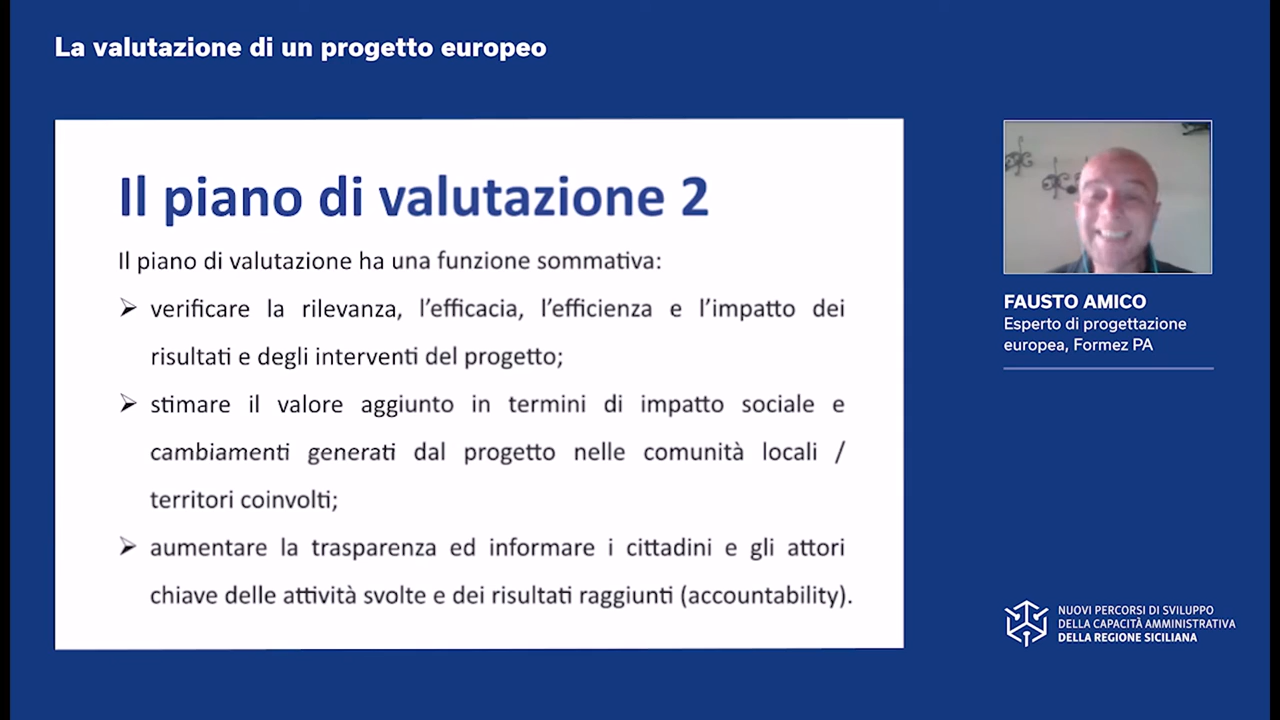 La valutazione di un progetto europeo
Il piano di valutazione 2
Il piano di valutazione ha una funzione sommativa:
➢ verificare la rilevanza, l’efficacia, l’efficienza e l’impatto dei
risultati e degli interventi del progetto;
➢ stimare il valore aggiunto in termini di impatto sociale e
cambiamenti generati dal progetto nelle comunità locali /
territori coinvolti;
➢ aumentare la trasparenza ed informare i cittadini e gli attori
chiave delle attività svolte e dei risultati raggiunti (accountability).
FAUSTO AMICO
Esperto di progettazione
europea, Formez PA
NUOVI PERCORSI DI SVILUPPO
DELLA CAPACITÀ AMMINISTRATIVA
DELLA REGIONE SICILIANA